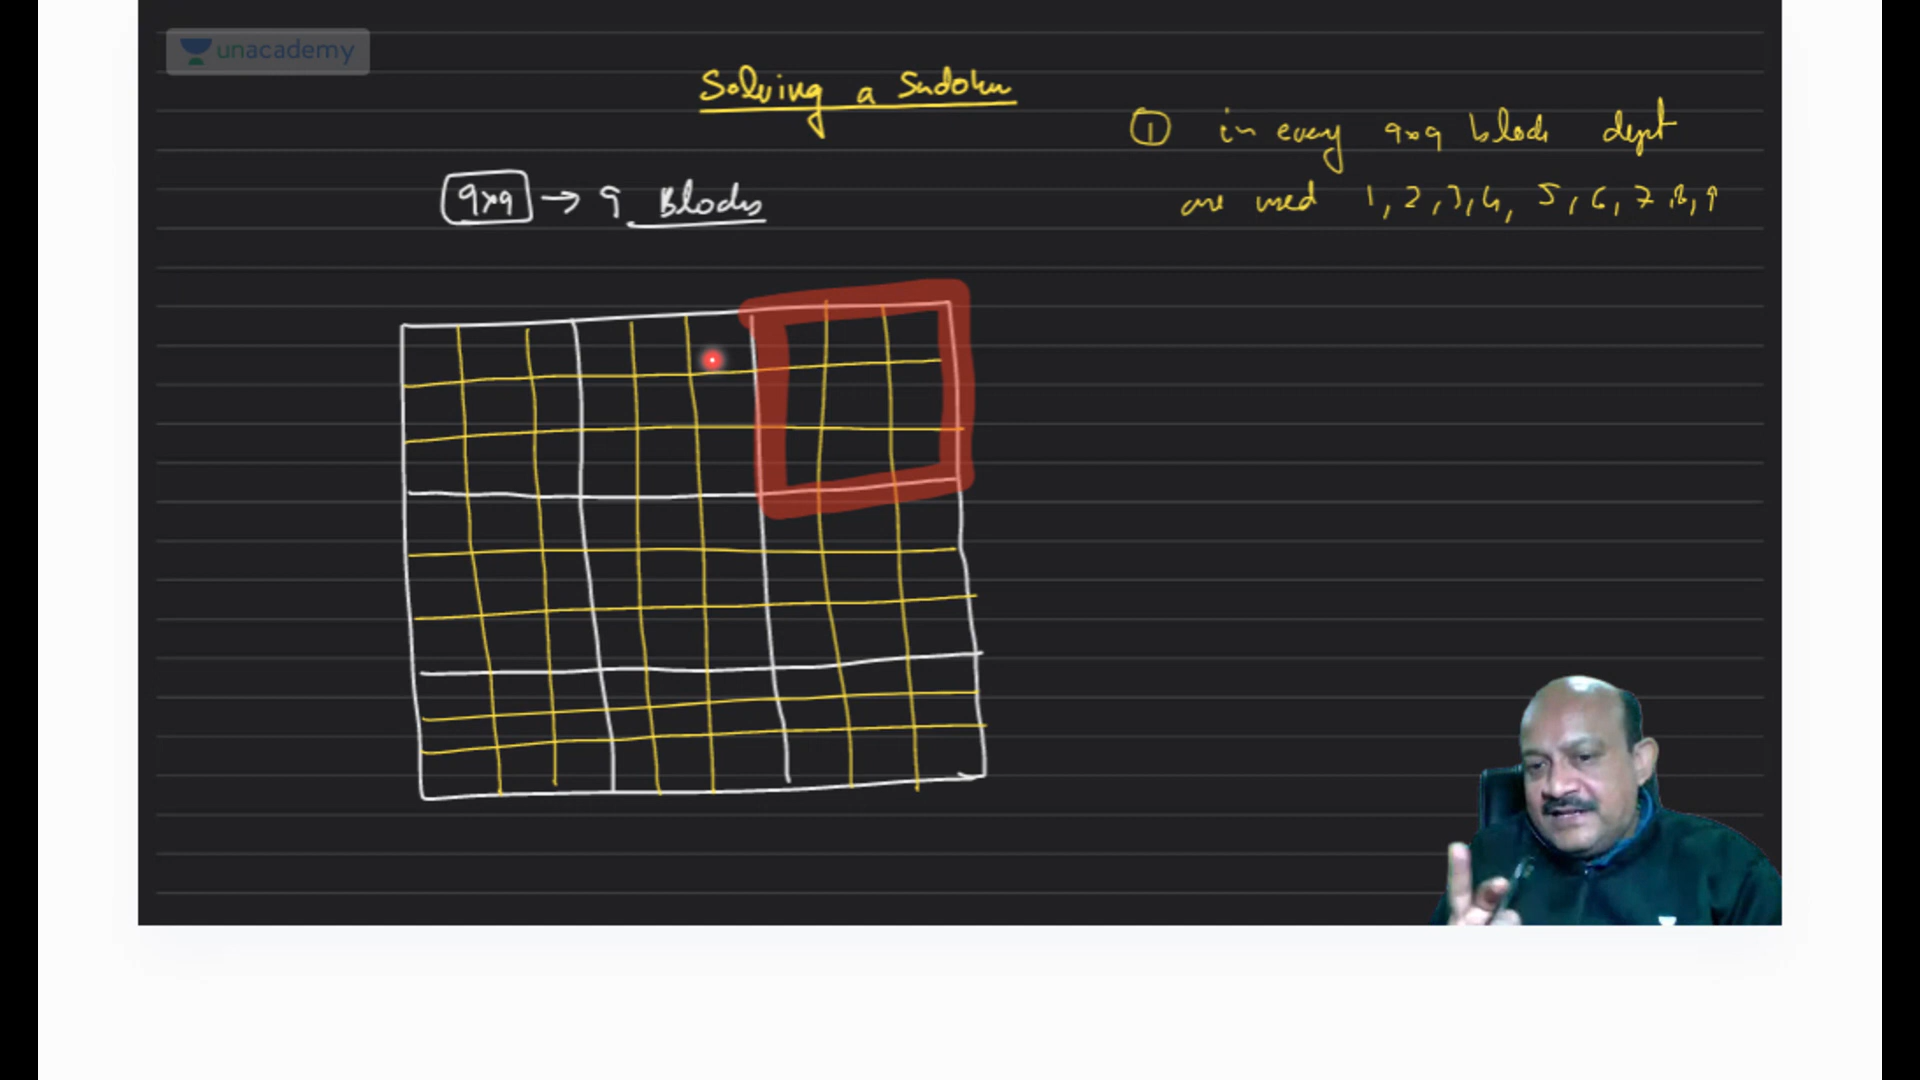 unacademy
Solving a Sudoku
① in every 9x9 block
9x9 → 9 Blocks
are used 1, 2, 3, 4, 5, 6, 7, 8, 9